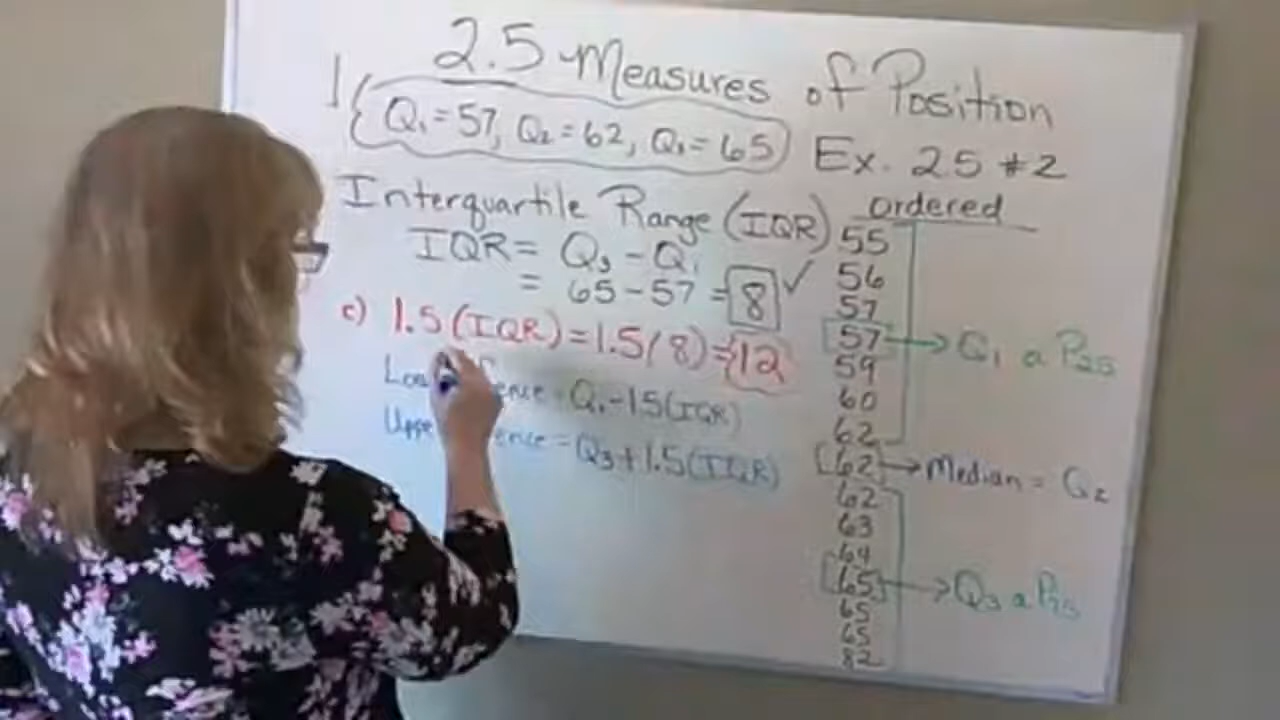 2.5 Measures of Position
Q₁ = 57, Q₂ = 62, Q₃ = 65
Ex. 2.5 #2
Interquartile Range (IQR)
IQR = Q₃ - Q₁
= 65 - 57 = 8 ✓
c) 1.5(IQR) = 1.5(8) = 12
= Q₁ - 1.5(IQR)
= Q₃ + 1.5(IQR)
ordered
55
56
57
57 → Q₁ a P₂₅
59
60
62
62 → Median = Q₂
62
63
64
65 → Q₃ a P₇₅
65
65
82